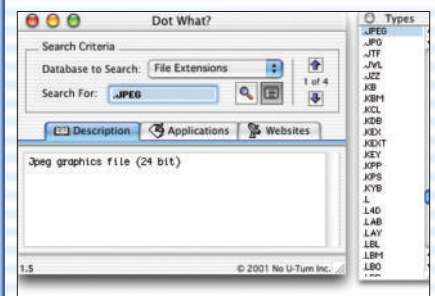 Dot What?
Search Criteria
Database to Search: File Extensions
1 of 4
Search For: .JPEG
Description Applications Websites
Jpeg graphics file (24 bit)
1.5 © 2001 No U-Turn Inc.
Types
.JPEG
.JPG
.JTF
.JWL
.JZZ
.KB
.KBM
.KCL
.KDB
.KEX
.KEXT
.KEY
.KPP
.KPS
.KYB
.L
.L4D
.LAB
.LAY
.LBL
.LBM
.LBO